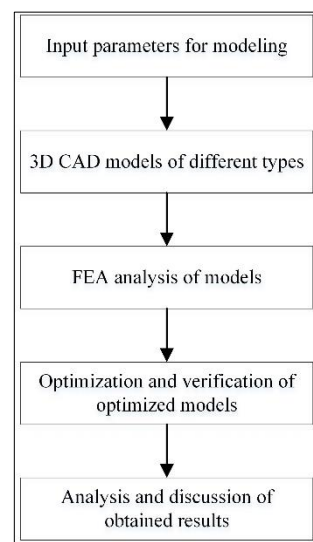 Input parameters for modeling
3D CAD models of different types
FEA analysis of models
Optimization and verification of
optimized models
Analysis and discussion of
obtained results